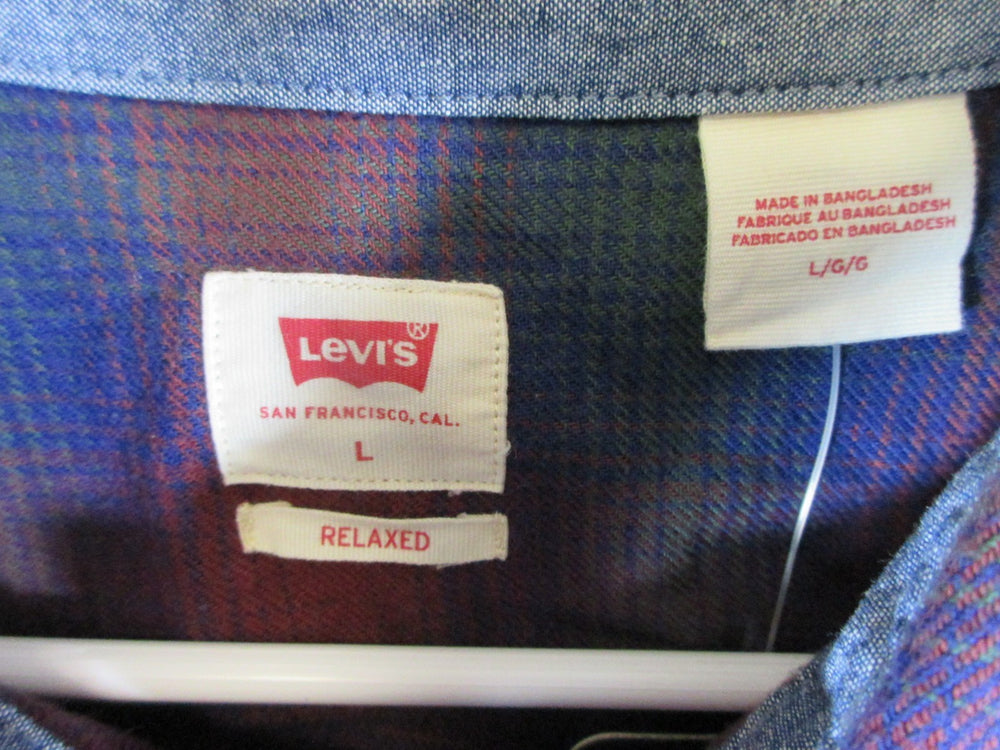 LEVI'S®
SAN FRANCISCO, CAL.
L
RELAXED
MADE IN BANGLADESH
FABRIQUE AU BANGLADESH
FABRICADO EN BANGLADESH
L/G/G